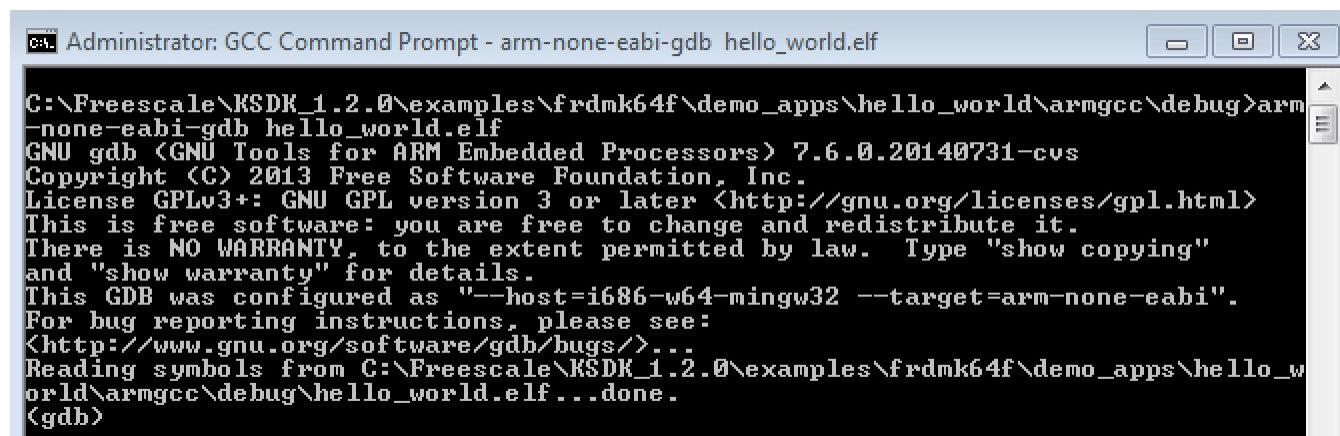 Administrator: GCC Command Prompt - arm-none-eabi-gdb  hello_world.elf
C:\Freescale\KSDK_1.2.0\examples\frdmk64f\demo_apps\hello_world\armgcc\debug>arm
-none-eabi-gdb hello_world.elf
GNU gdb (GNU Tools for ARM Embedded Processors) 7.6.0.20140731-cvs
Copyright (C) 2013 Free Software Foundation, Inc.
License GPLv3+: GNU GPL version 3 or later <http://gnu.org/licenses/gpl.html>
This is free software: you are free to change and redistribute it.
There is NO WARRANTY, to the extent permitted by law.  Type "show copying"
and "show warranty" for details.
This GDB was configured as "--host=i686-w64-mingw32 --target=arm-none-eabi".
For bug reporting instructions, please see:
<http://www.gnu.org/software/gdb/bugs/>...
Reading symbols from C:\Freescale\KSDK_1.2.0\examples\frdmk64f\demo_apps\hello_w
orld\armgcc\debug\hello_world.elf...done.
(gdb)